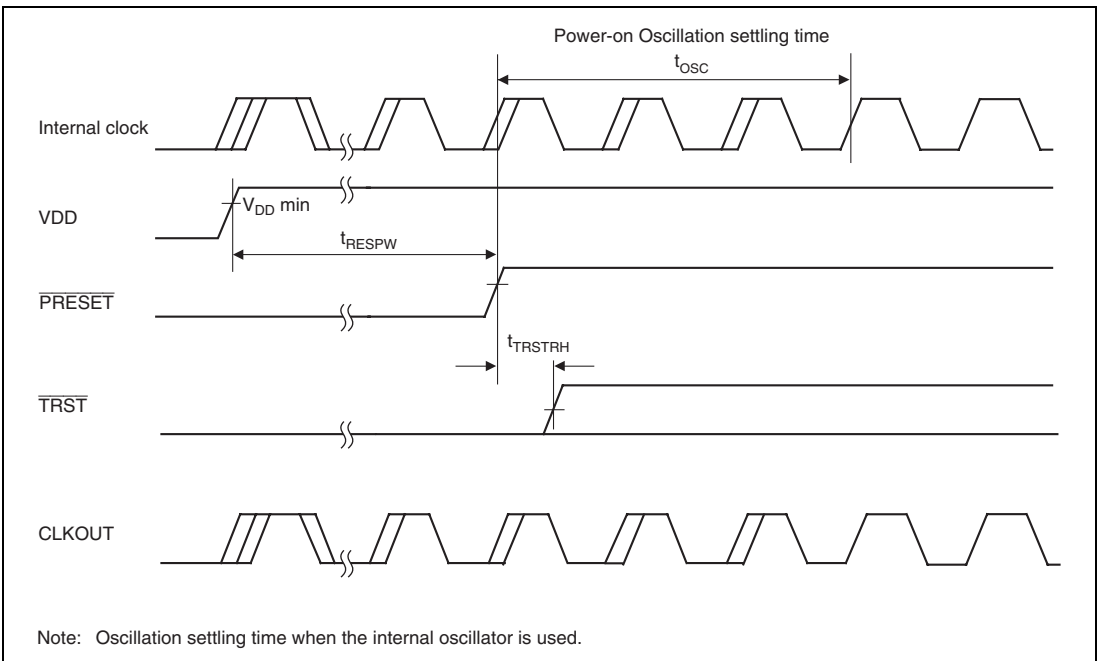 Power-on Oscillation settling time
tOSC
Internal clock
VDD
VDD min
tRESPW
PRESET
tTRSTRH
TRST
CLKOUT
Note: Oscillation settling time when the internal oscillator is used.